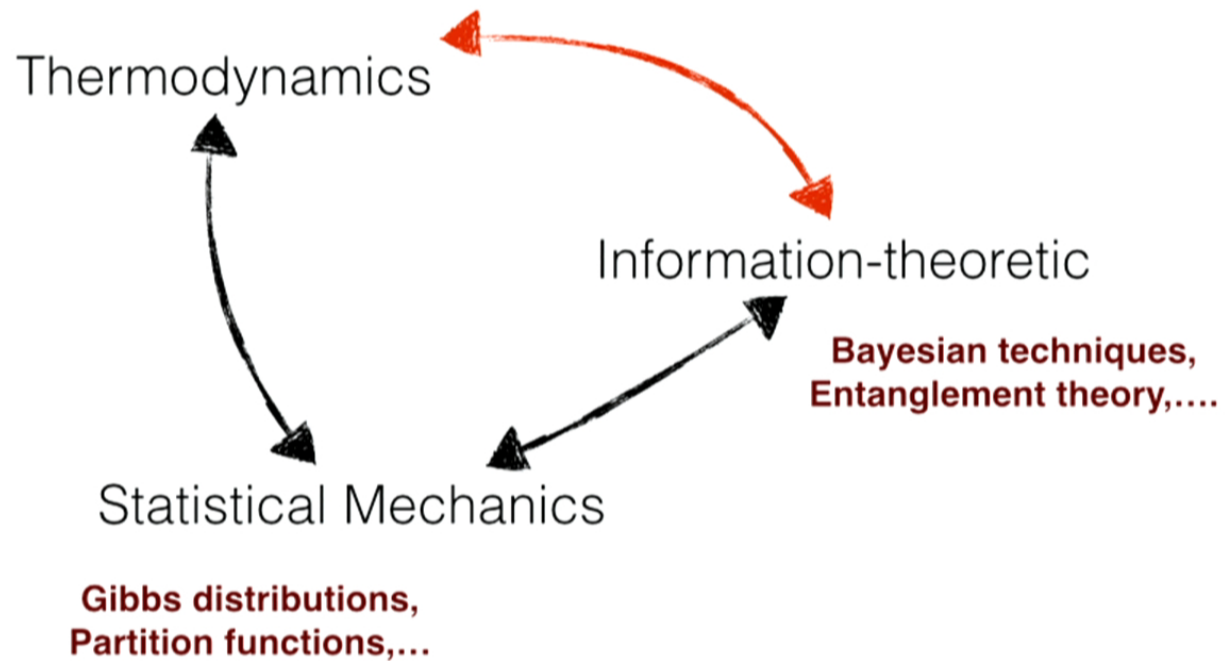 Thermodynamics
Information-theoretic
Bayesian techniques,
Entanglement theory,....
Statistical Mechanics
Gibbs distributions,
Partition functions,...